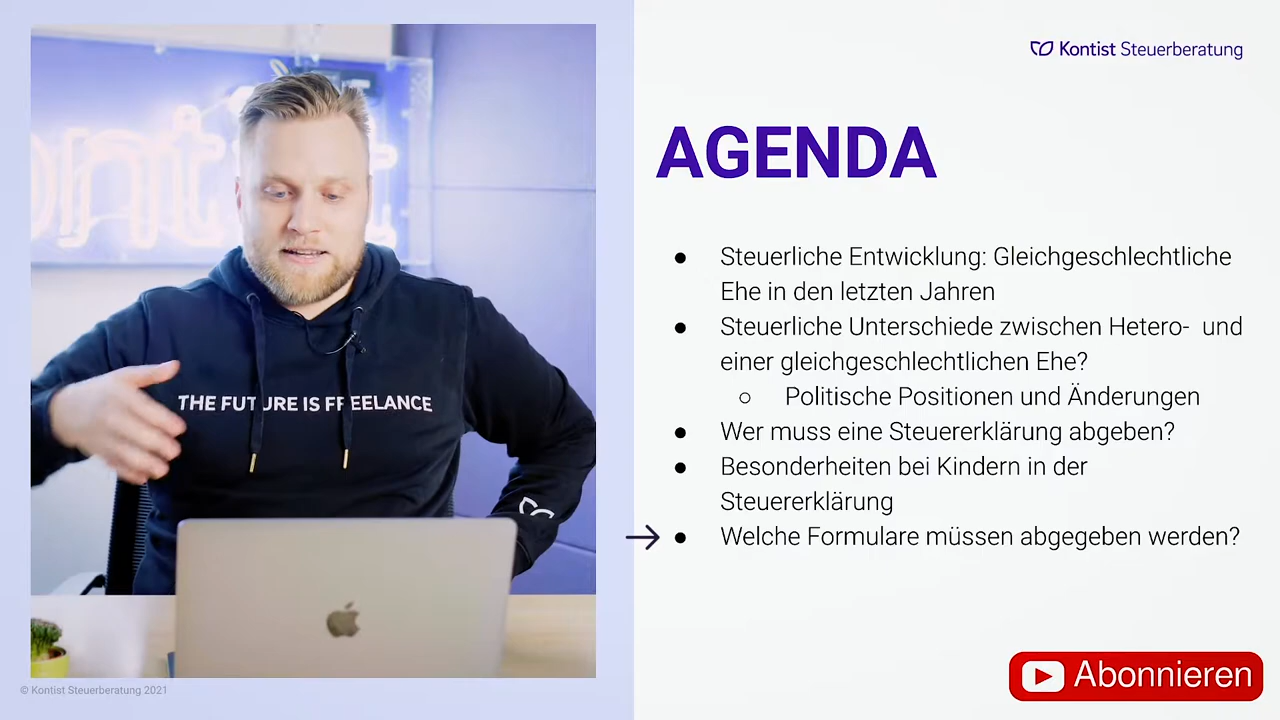 Kontist Steuerberatung
AGENDA
● Steuerliche Entwicklung: Gleichgeschlechtliche
Ehe in den letzten Jahren
● Steuerliche Unterschiede zwischen Hetero- und
einer gleichgeschlechtlichen Ehe?
○ Politische Positionen und Änderungen
● Wer muss eine Steuererklärung abgeben?
● Besonderheiten bei Kindern in der
Steuererklärung
→ ● Welche Formulare müssen abgegeben werden?
THE FUTURE IS FREELANCE
Abonnieren
© Kontist Steuerberatung 2021